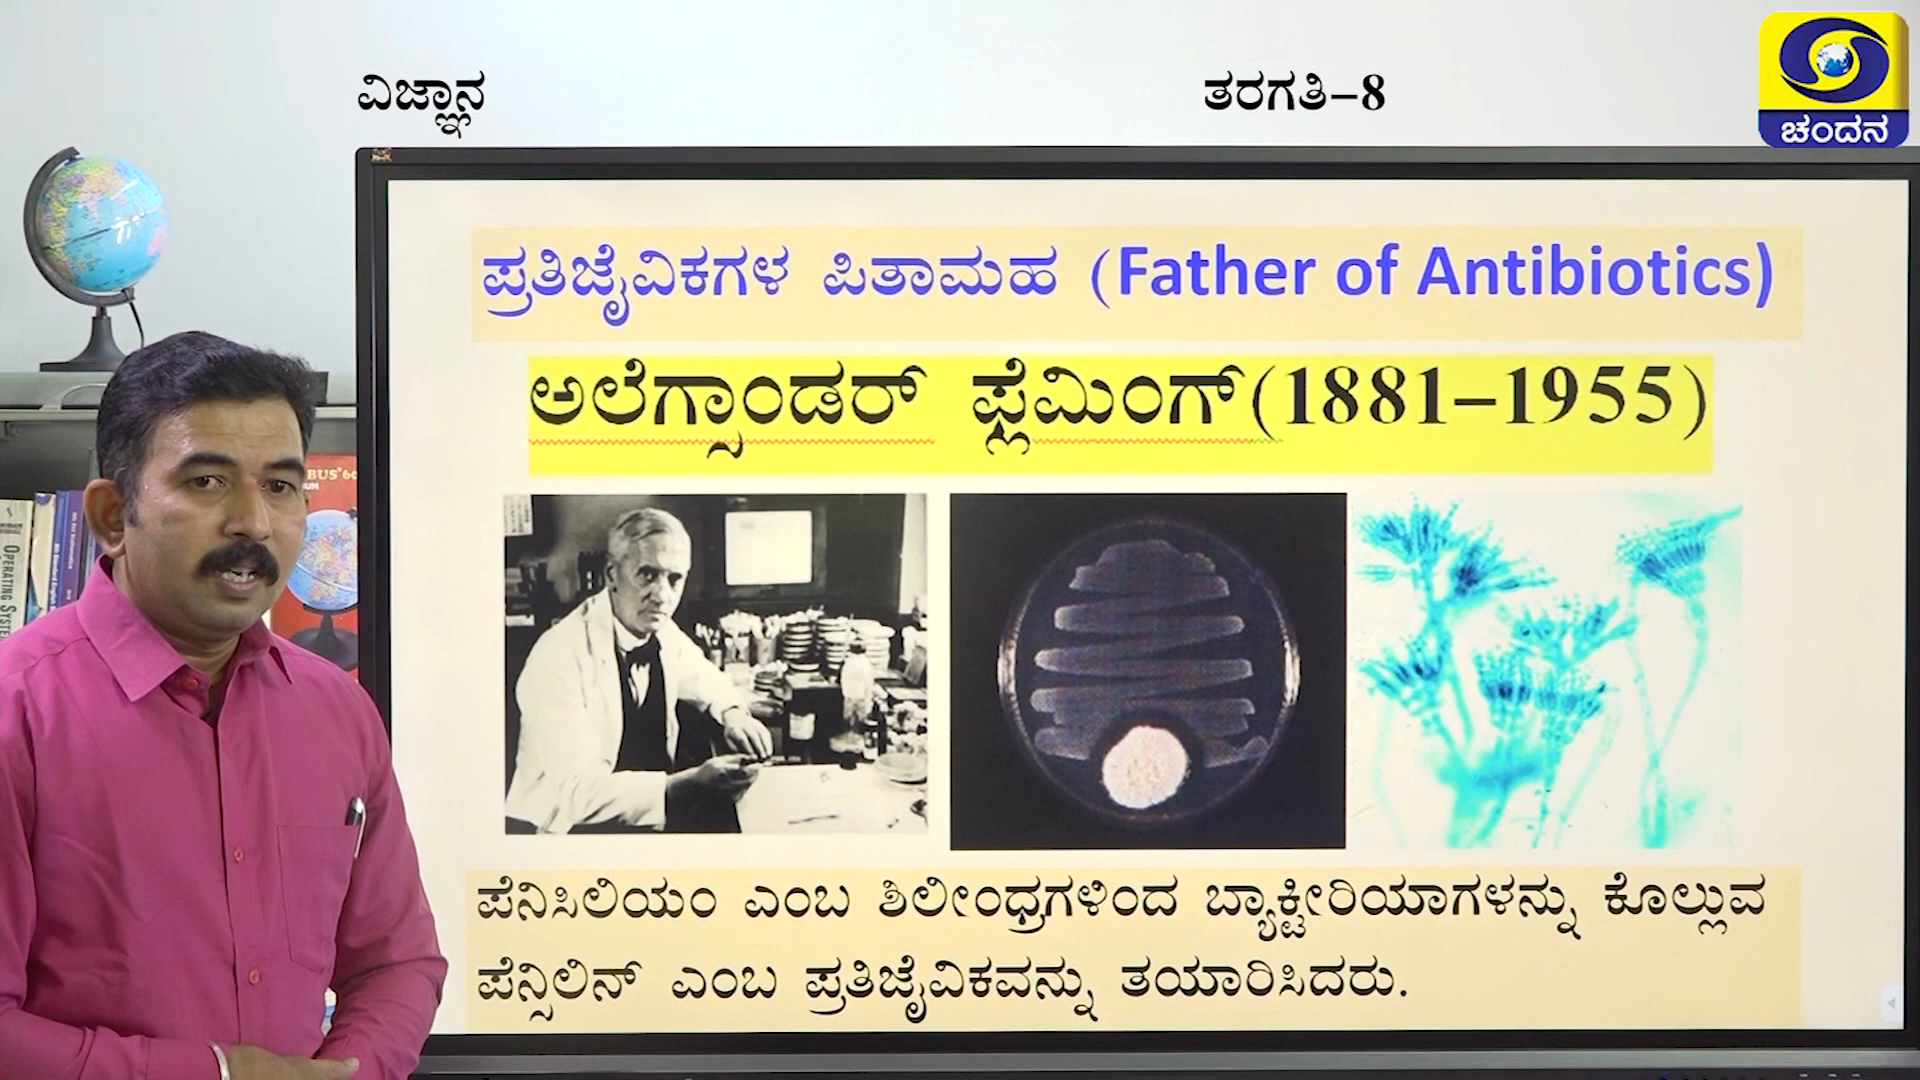 ವಿಜ್ಞಾನ
ತರಗತಿ–8
ಚಂದನ
ಪ್ರತಿಜೈವಿಕಗಳ ಪಿತಾಮಹ (Father of Antibiotics)
ಅಲೆಗ್ಸಾಂಡರ್ ಫ್ಲೆಮಿಂಗ್(1881–1955)
ಪೆನಿಸಿಲಿಯಂ ಎಂಬ ಶಿಲೀಂಧ್ರಗಳಿಂದ ಬ್ಯಾಕ್ಟೀರಿಯಾಗಳನ್ನು ಕೊಲ್ಲುವ
ಪೆನ್ಸಿಲಿನ್ ಎಂಬ ಪ್ರತಿಜೈವಿಕವನ್ನು ತಯಾರಿಸಿದರು.
OPERATING